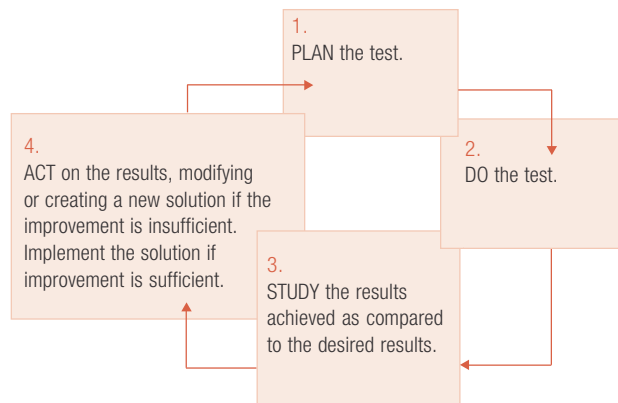 1.
PLAN the test.
2.
DO the test.
3.
STUDY the results
achieved as compared
to the desired results.
4.
ACT on the results, modifying
or creating a new solution if the
improvement is insufficient.
Implement the solution if
improvement is sufficient.